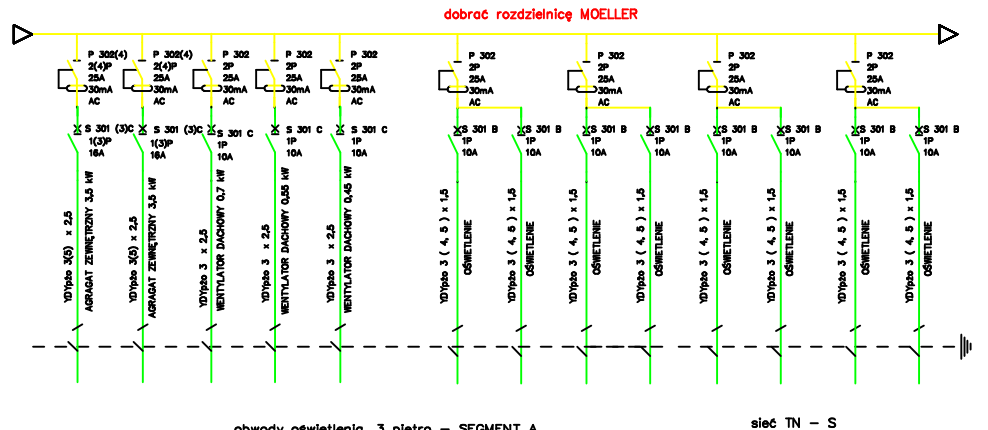 dobrać rozdzielnicę MOELLER
P 302(4)
2(4)P
25A
30mA
AC
P 302(4)
2(4)P
25A
30mA
AC
P 302
2P
25A
30mA
AC
P 302
2P
25A
30mA
AC
P 302
2P
25A
30mA
AC
P 302
2P
25A
30mA
AC
P 302
2P
25A
30mA
AC
P 302
2P
25A
30mA
AC
P 302
2P
25A
30mA
AC
S 301 (3)C
1(3)P
16A
S 301 (3)C
1(3)P
16A
S 301 C
1P
10A
S 301 C
1P
10A
S 301 C
1P
10A
S 301 B
1P
10A
S 301 B
1P
10A
S 301 B
1P
10A
S 301 B
1P
10A
S 301 B
1P
10A
S 301 B
1P
10A
S 301 B
1P
10A
S 301 B
1P
10A
YDYpżo 3(5) x 2,5
AGRAGAT ZEWNĘTRZNY 3,5 kW
YDYpżo 3(5) x 2,5
AGRAGAT ZEWNĘTRZNY 3,5 kW
YDYpżo 3 x 2,5
WENTYLATOR DACHOWY 0,7 kW
YDYpżo 3 x 2,5
WENTYLATOR DACHOWY 0,55 kW
YDYpżo 3 x 2,5
WENTYLATOR DACHOWY 0,45 kW
YDYpżo 3 ( 4, 5 ) x 1,5
OŚWIETLENIE
YDYpżo 3 ( 4, 5 ) x 1,5
OŚWIETLENIE
YDYpżo 3 ( 4, 5 ) x 1,5
OŚWIETLENIE
YDYpżo 3 ( 4, 5 ) x 1,5
OŚWIETLENIE
YDYpżo 3 ( 4, 5 ) x 1,5
OŚWIETLENIE
YDYpżo 3 ( 4, 5 ) x 1,5
OŚWIETLENIE
YDYpżo 3 ( 4, 5 ) x 1,5
OŚWIETLENIE
YDYpżo 3 ( 4, 5 ) x 1,5
OŚWIETLENIE
obwody oświetlenia 3 piętro – SEGMENT A
sieć TN – S